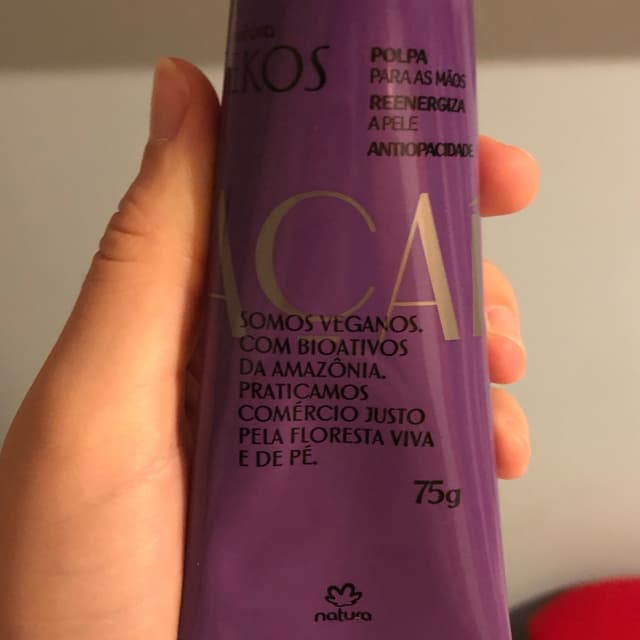 EKOS
POLPA
PARA AS MÃOS
REENERGIZA
A PELE
ANTIOPACIDADE
AÇAÍ
SOMOS VEGANOS.
COM BIOATIVOS
DA AMAZÔNIA.
PRATICAMOS
COMÉRCIO JUSTO
PELA FLORESTA VIVA
E DE PÉ.
75g
natura